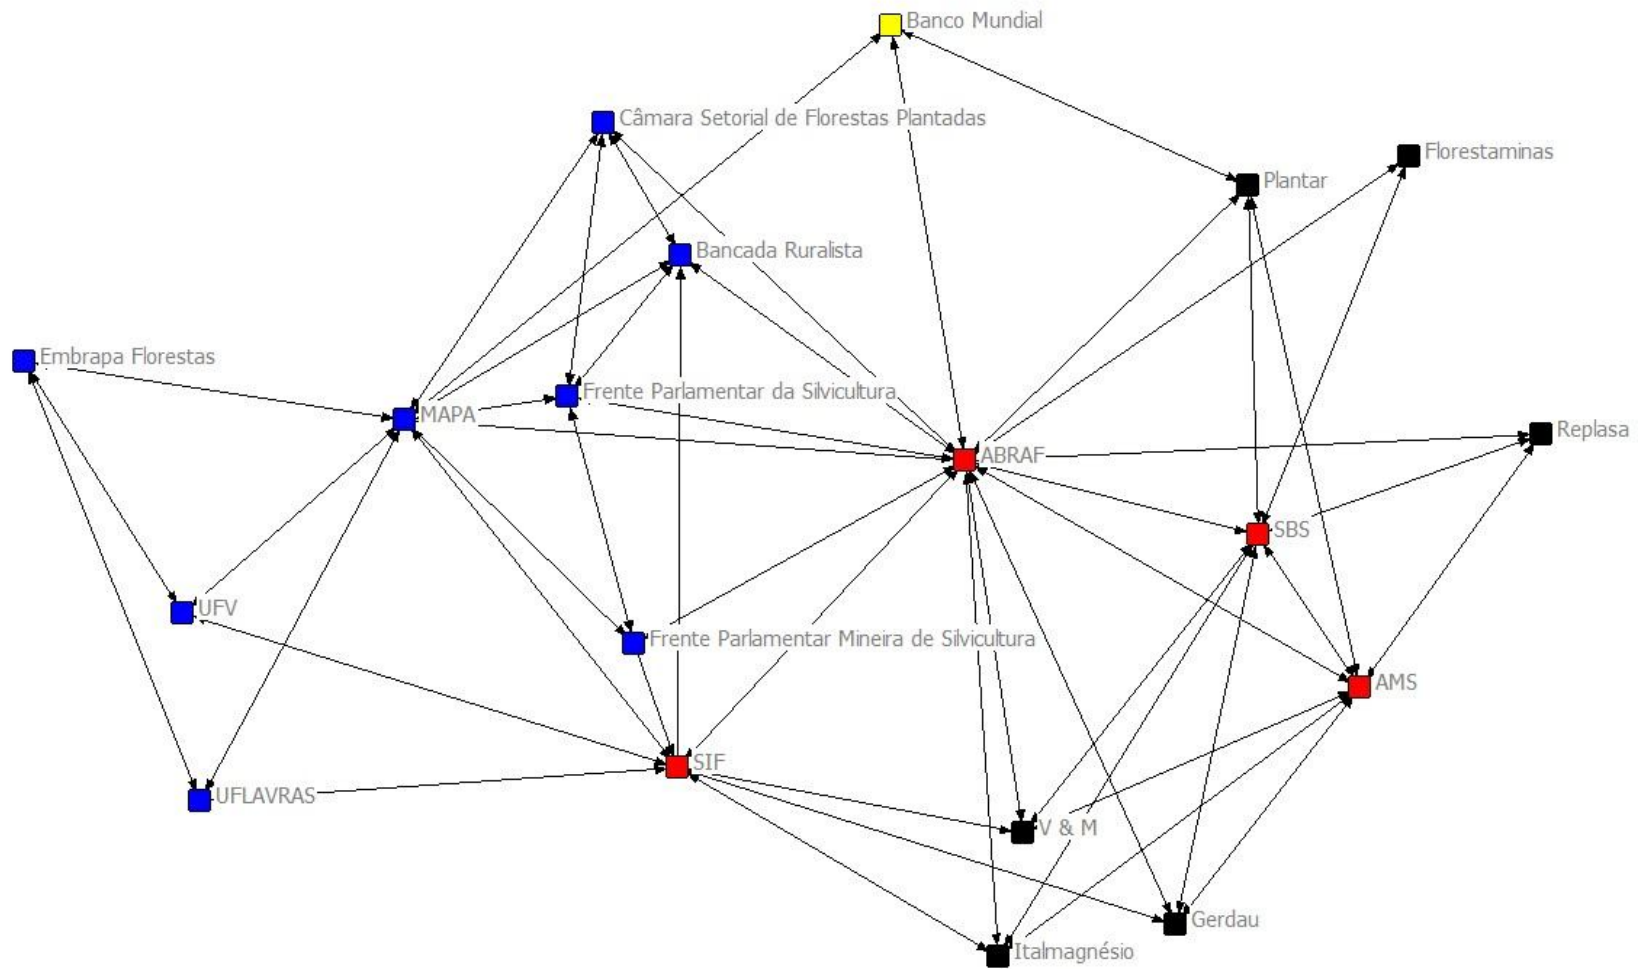 Banco Mundial
Câmara Setorial de Florestas Plantadas
Florestaminas
Plantar
Bancada Ruralista
Embrapa Florestas
Frente Parlamentar da Silvicultura
MAPA
Replasa
ABRAF
SBS
UFV
Frente Parlamentar Mineira de Silvicultura
AMS
SIF
UFLAVRAS
V & M
Gerdau
Italmagnésio